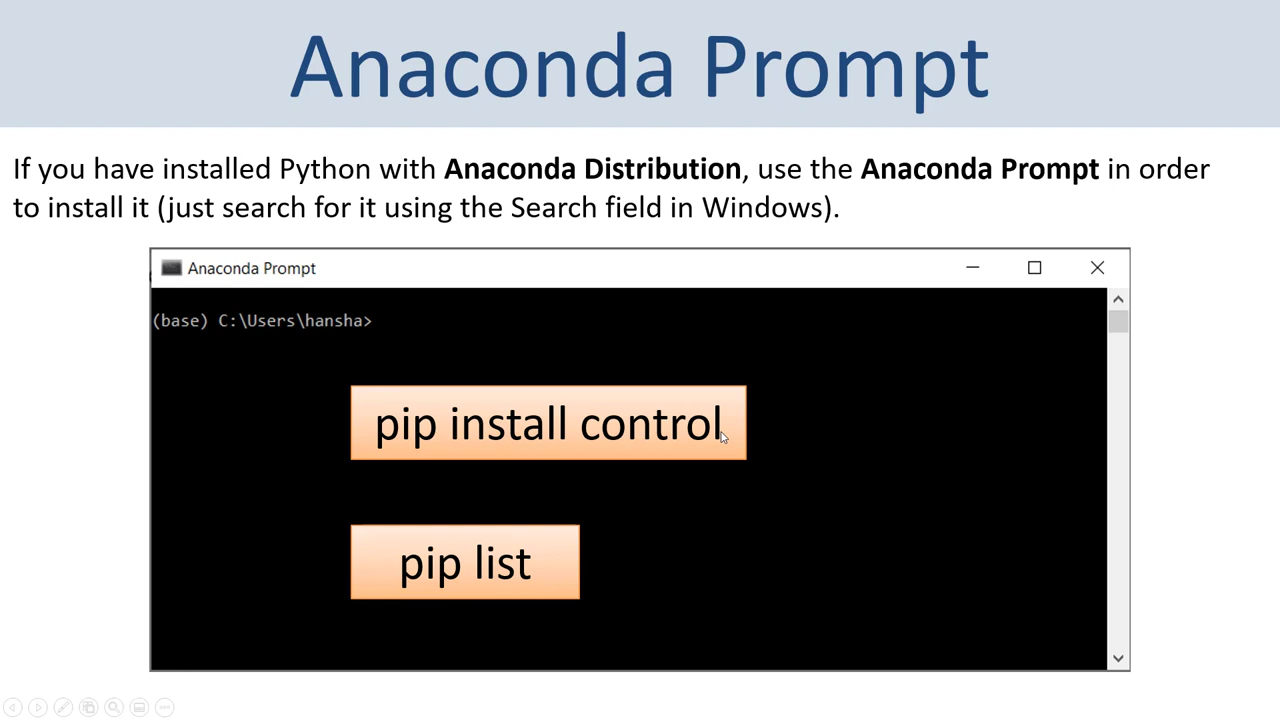 Anaconda Prompt
If you have installed Python with Anaconda Distribution, use the Anaconda Prompt in order
to install it (just search for it using the Search field in Windows).
Anaconda Prompt
(base) C:\Users\hansha>
pip install control
pip list